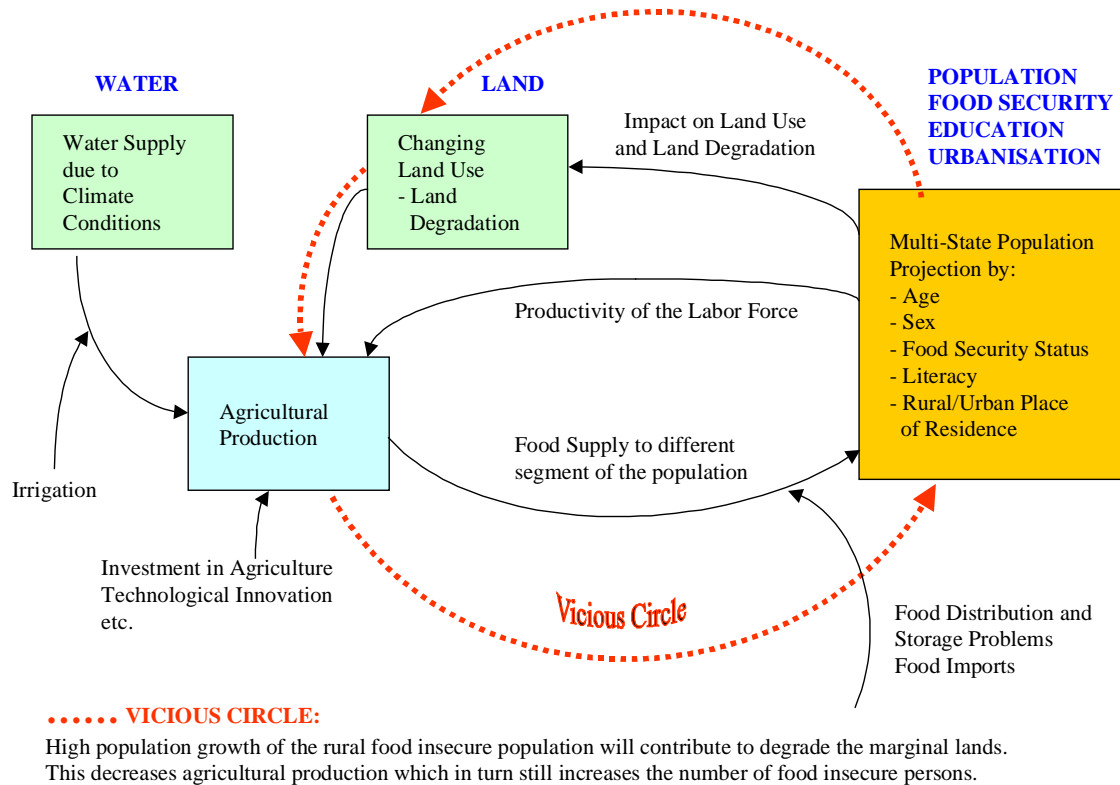 WATER
LAND
POPULATION
FOOD SECURITY
EDUCATION
URBANISATION
Water Supply
due to
Climate
Conditions
Changing
Land Use
- Land
Degradation
Impact on Land Use
and Land Degradation
Multi-State Population
Projection by:
- Age
- Sex
- Food Security Status
- Literacy
- Rural/Urban Place
of Residence
Productivity of the Labor Force
Agricultural
Production
Food Supply to different
segment of the population
Irrigation
Investment in Agriculture
Technological Innovation
etc.
Vicious Circle
Food Distribution and
Storage Problems
Food Imports
...... VICIOUS CIRCLE:
High population growth of the rural food insecure population will contribute to degrade the marginal lands.
This decreases agricultural production which in turn still increases the number of food insecure persons.